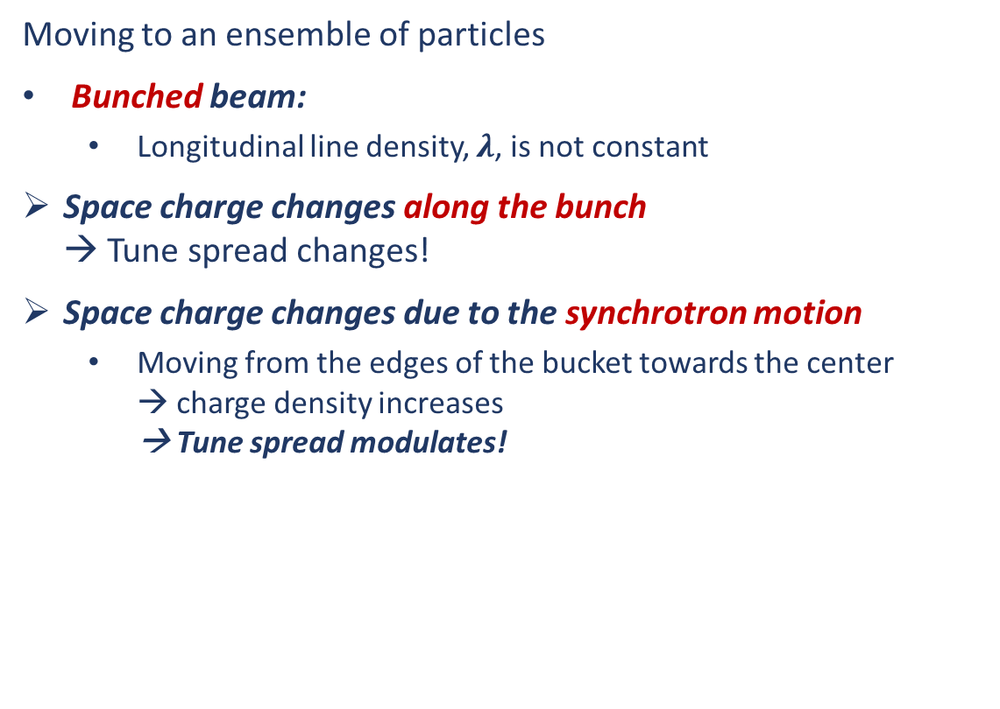 Moving to an ensemble of particles
• Bunched beam:
• Longitudinal line density, λ, is not constant
➢ Space charge changes along the bunch
→ Tune spread changes!
➢ Space charge changes due to the synchrotron motion
• Moving from the edges of the bucket towards the center
→ charge density increases
→ Tune spread modulates!